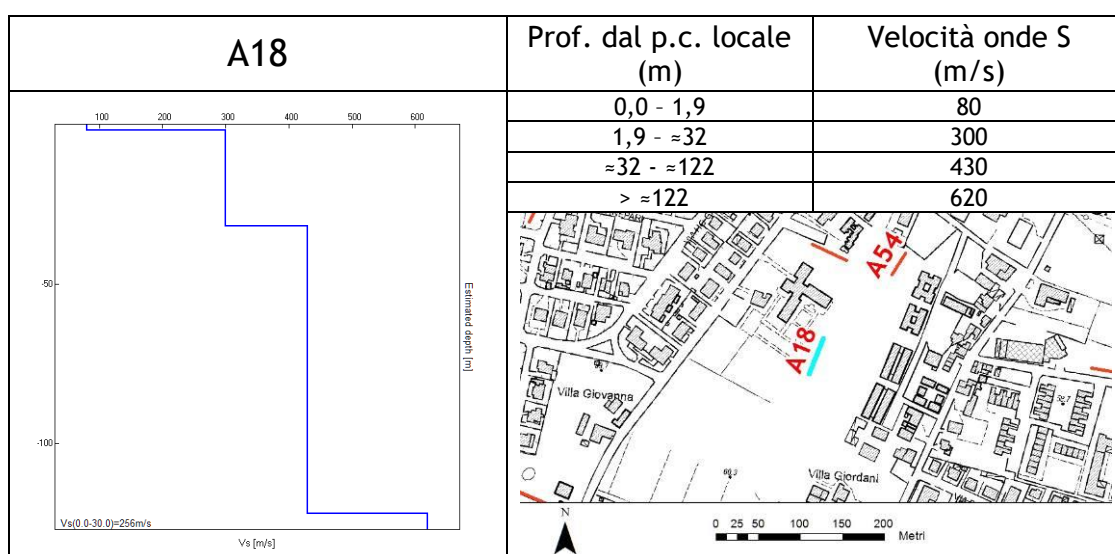 A18
Prof. dal p.c. locale
(m)
Velocità onde S
(m/s)
0,0 – 1,9
80
1,9 – ≈32
300
≈32 - ≈122
430
> ≈122
620
100 200 300 400 500 600
-50
-100
Estimated depth [m]
Vs(0.0-30.0)=256m/s
Vs [m/s]
A54
A18
Villa Giovanna
Villa Giordani
N
0 25 50 100 150 200
Metri